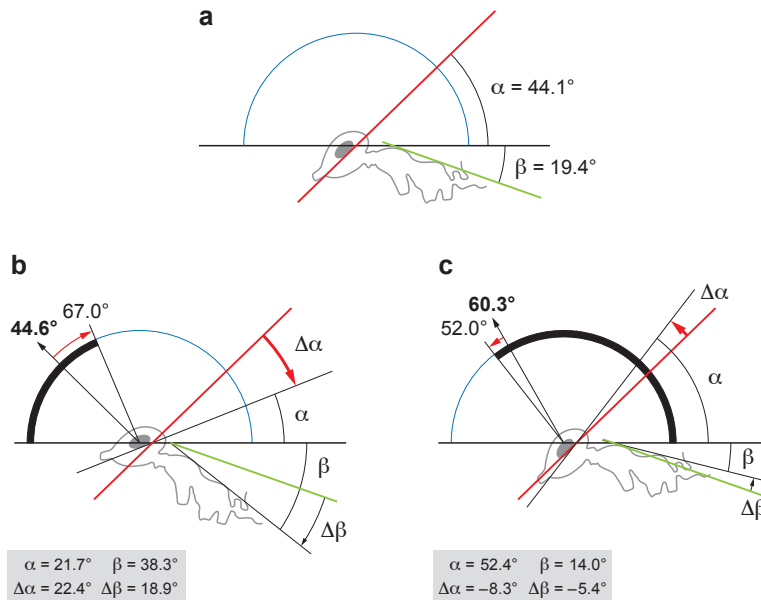 a
α = 44.1°
β = 19.4°
b
67.0°
44.6°
Δα
α
β
Δβ
α = 21.7° β = 38.3°
Δα = 22.4° Δβ = 18.9°
c
60.3°
52.0°
Δα
α
β
Δβ
α = 52.4° β = 14.0°
Δα = –8.3° Δβ = –5.4°